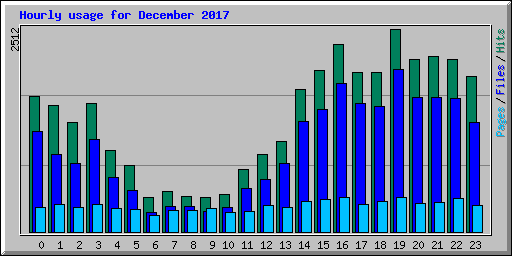 Hourly usage for December 2017
2512
Pages/Files/Hits
0 1 2 3 4 5 6 7 8 9 10 11 12 13 14 15 16 17 18 19 20 21 22 23